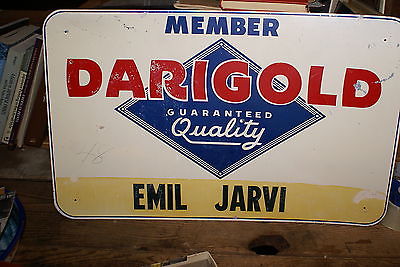 MEMBER
DARIGOLD
GUARANTEED
Quality
EMIL JARVI